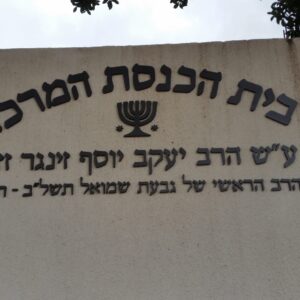 בית הכנסת המרכ
ע"ש הרב יעקב יוסף זינגר
הרב הראשי של גבעת שמואל תשל"ב -